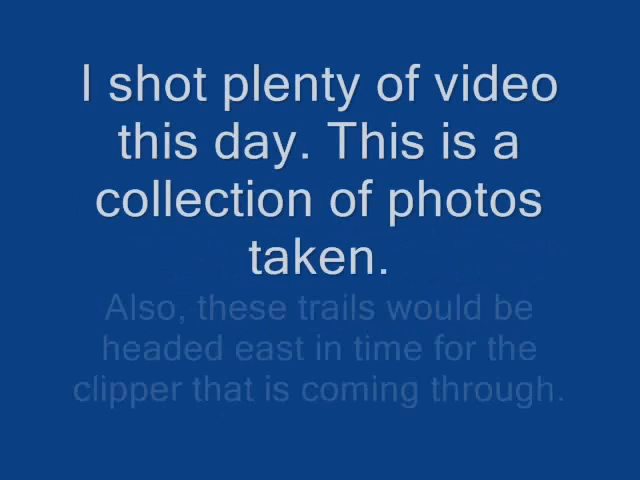 I shot plenty of video
this day. This is a
collection of photos
taken.
Also, these trails would be
headed east in time for the
clipper that is coming through.